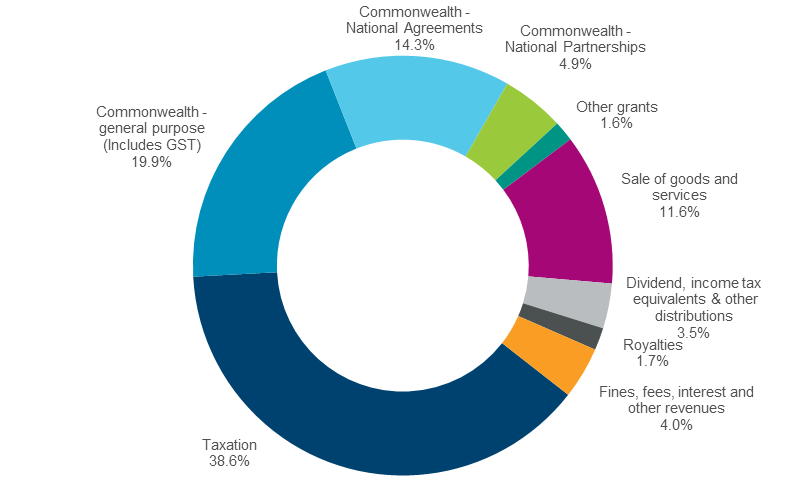 Commonwealth -
National Agreements
14.3%
Commonwealth -
National Partnerships
4.9%
Other grants
1.6%
Sale of goods and
services
11.6%
Dividend, income tax
equivalents & other
distributions
3.5%
Royalties
1.7%
Fines, fees, interest and
other revenues
4.0%
Taxation
38.6%
Commonwealth -
general purpose
(Includes GST)
19.9%